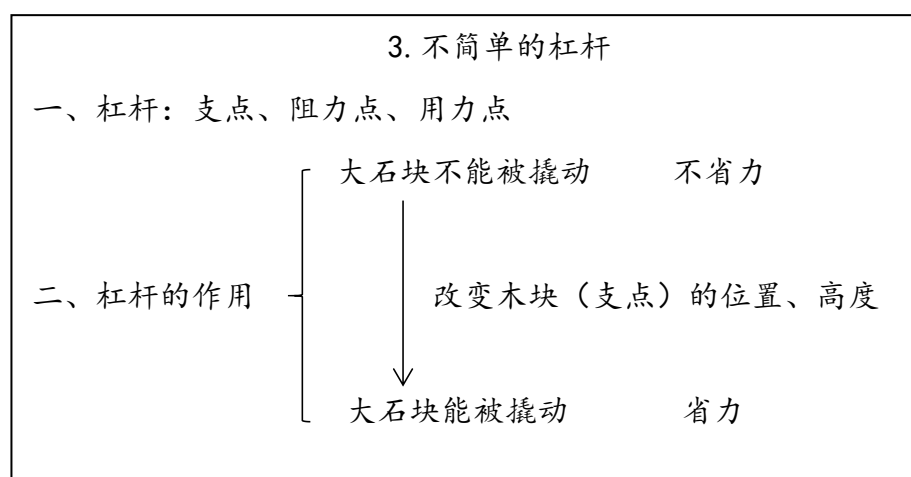 3.不简单的杠杆
一、杠杆：支点、阻力点、用力点
大石块不能被撬动 不省力
二、杠杆的作用 改变木块（支点）的位置、高度
大石块能被撬动 省力